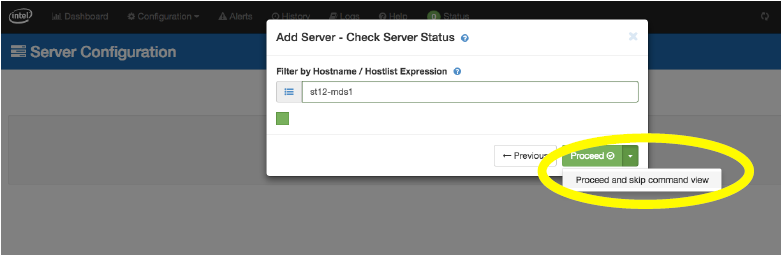 intel Dashboard Configuration Alerts History Logs Help 0 Status
Add Server - Check Server Status
Server Configuration
Filter by Hostname / Hostlist Expression
st12-mds1
← Previous Proceed
Proceed and skip command view